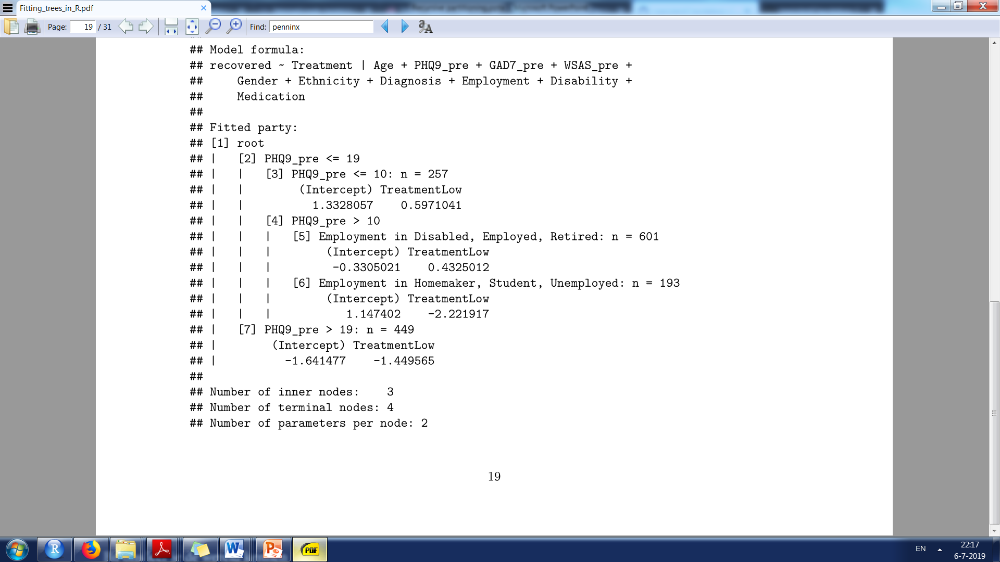 Fitting_trees_in_R.pdf
Page: 19 / 31 Find: penninx
## Model formula:
## recovered ~ Treatment | Age + PHQ9_pre + GAD7_pre + WSAS_pre +
##     Gender + Ethnicity + Diagnosis + Employment + Disability +
##     Medication
##
## Fitted party:
## [1] root
## |   [2] PHQ9_pre <= 19
## |   |   [3] PHQ9_pre <= 10: n = 257
## |   |        (Intercept) TreatmentLow
## |   |          1.3328057    0.5971041
## |   |   [4] PHQ9_pre > 10
## |   |   |   [5] Employment in Disabled, Employed, Retired: n = 601
## |   |   |        (Intercept) TreatmentLow
## |   |   |         -0.3305021    0.4325012
## |   |   |   [6] Employment in Homemaker, Student, Unemployed: n = 193
## |   |   |        (Intercept) TreatmentLow
## |   |   |           1.147402    -2.221917
## |   [7] PHQ9_pre > 19: n = 449
## |        (Intercept) TreatmentLow
## |          -1.641477    -1.449565
##
## Number of inner nodes:    3
## Number of terminal nodes: 4
## Number of parameters per node: 2
19
EN
22:17
6-7-2019